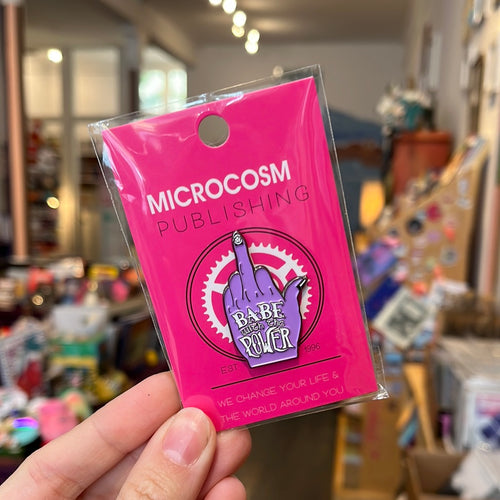 MICROCOSM
PUBLISHING
BABE
WITH THE
POWER
Est. 1996
WE CHANGE YOUR LIFE &
THE WORLD AROUND YOU